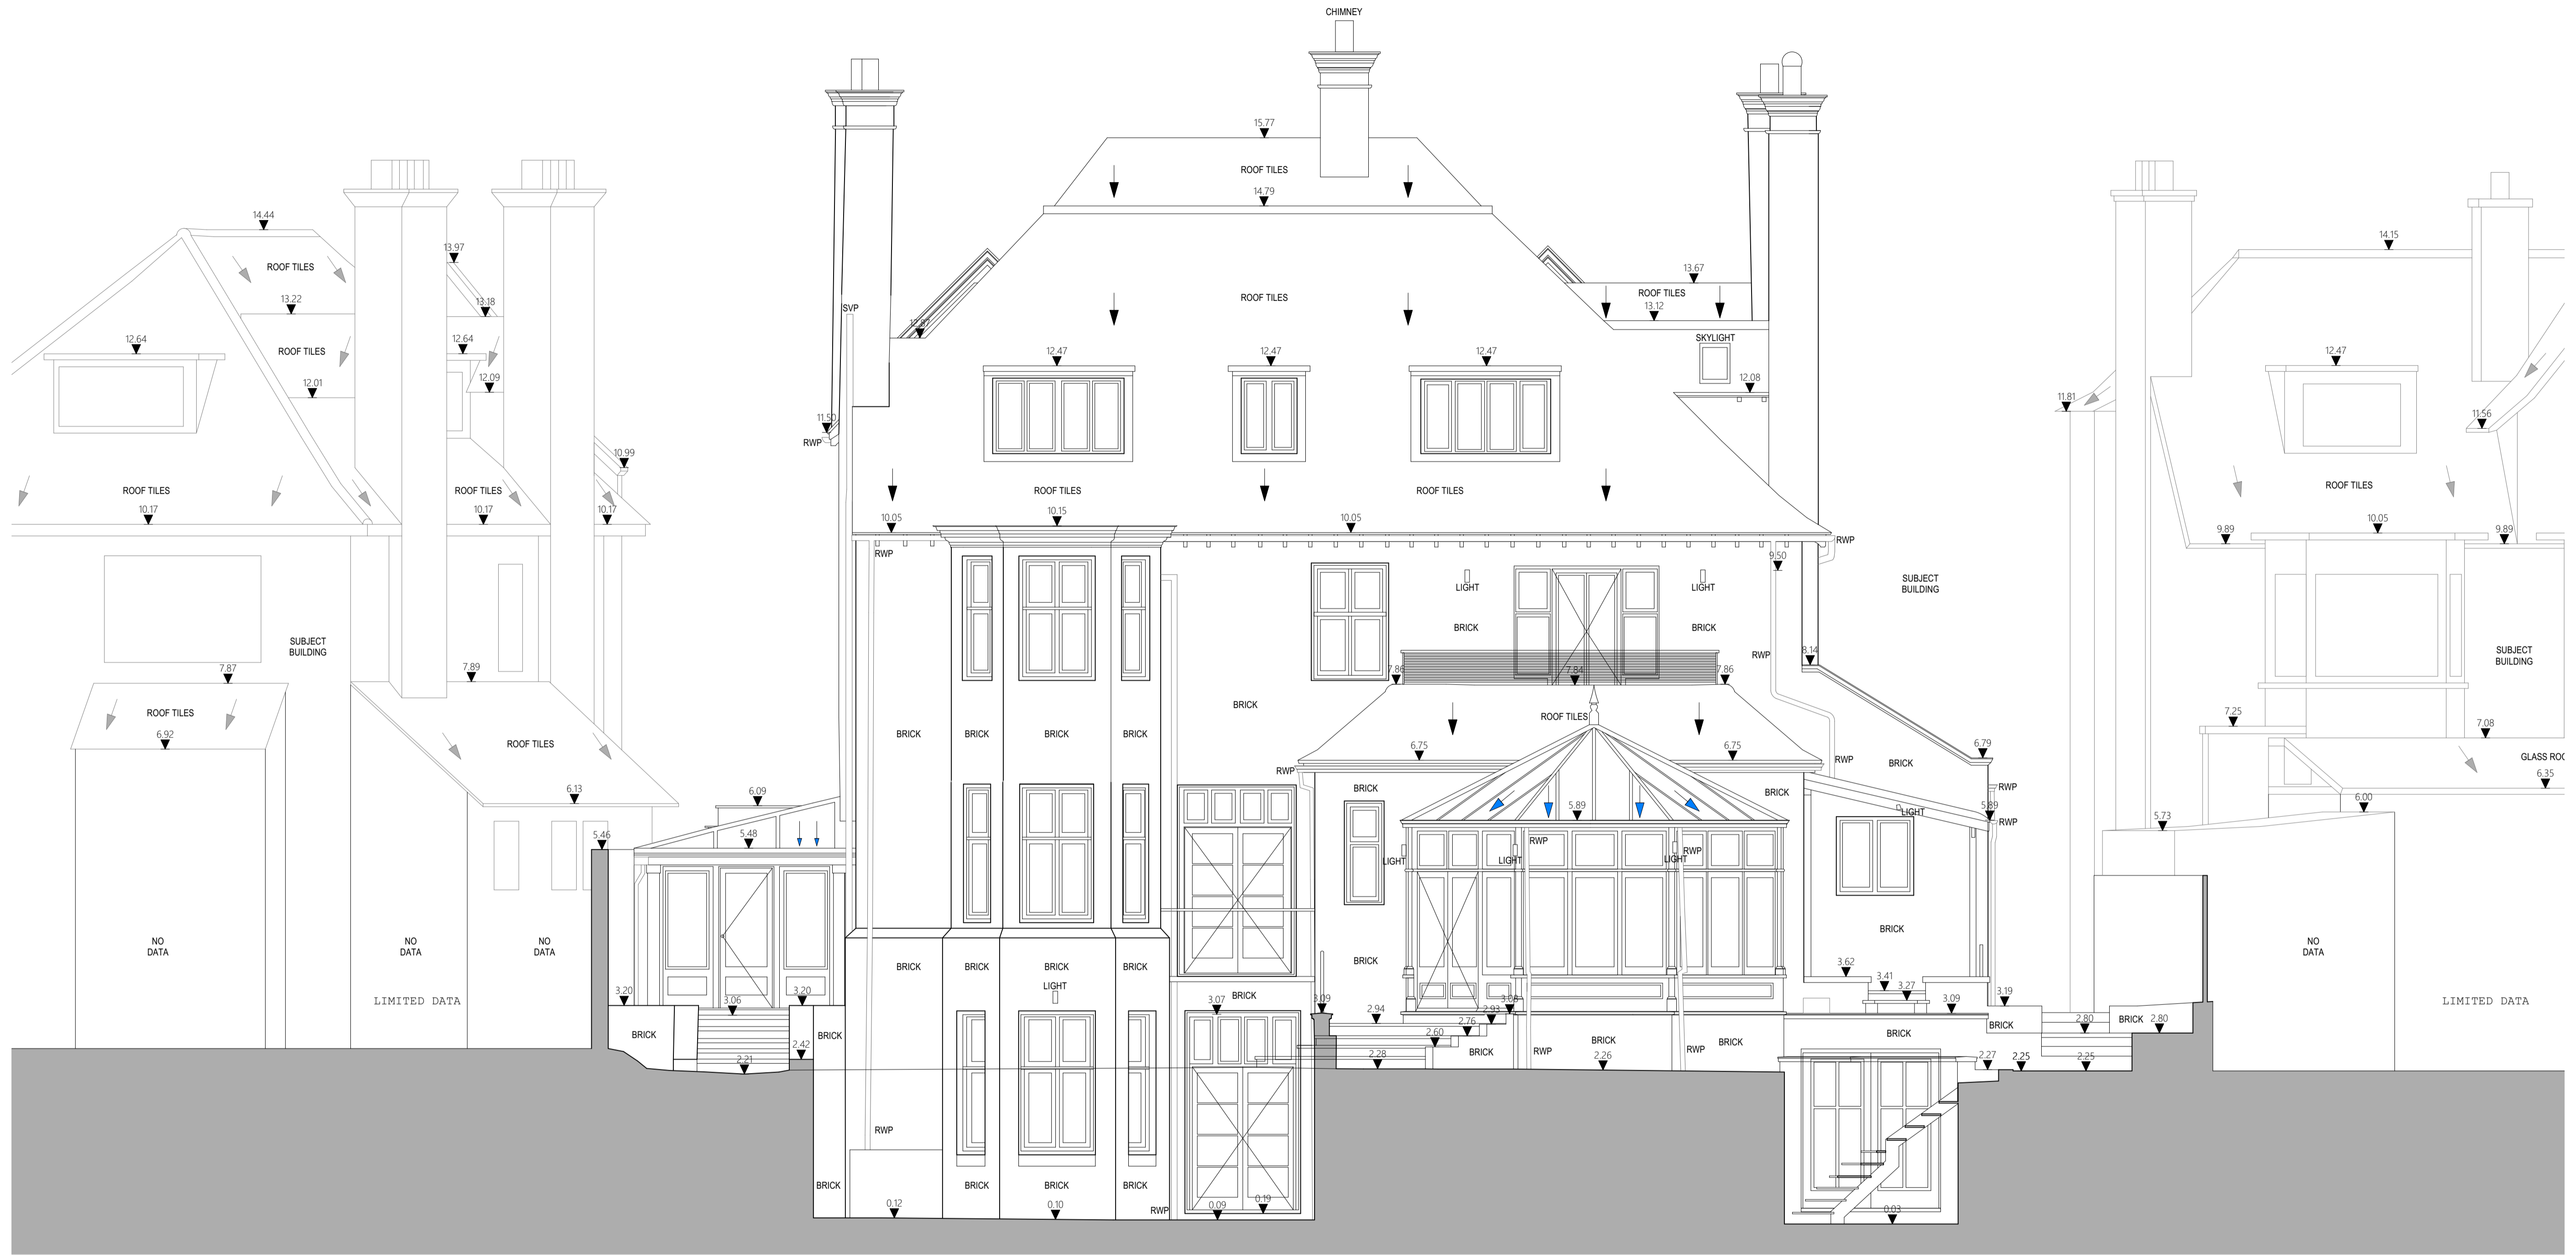 CHIMNEY
15.77
ROOF TILES
14.79
14.44
13.97
ROOF TILES
13.67
14.15
ROOF TILES
13.22
13.18
SVP
ROOF TILES
13.12
12.87
12.64
ROOF TILES
12.64
SKYLIGHT
12.47
12.47
12.47
12.47
12.01
12.09
12.08
11.81
11.50
RWP
11.56
10.99
ROOF TILES
ROOF TILES
ROOF TILES
ROOF TILES
ROOF TILES
10.17
10.17
10.17
10.05
10.15
10.05
9.89
10.05
9.89
RWP
RWP
9.50
LIGHT
LIGHT
SUBJECT
BUILDING
BRICK
BRICK
SUBJECT
BUILDING
RWP
SUBJECT
BUILDING
7.87
7.89
7.86
7.84
7.86
8.14
ROOF TILES
BRICK
ROOF TILES
7.25
7.08
6.92
ROOF TILES
BRICK
BRICK
BRICK
BRICK
6.75
6.75
RWP
6.79
BRICK
GLASS ROO
RWP
6.35
6.13
6.09
BRICK
BRICK
RWP
5.89
LIGHT
5.89
6.00
RWP
5.73
5.46
5.48
RWP
RWP
LIGHT
LIGHT
LIGHT
NO
DATA
NO
DATA
NO
DATA
BRICK
NO
DATA
BRICK
BRICK
BRICK
BRICK
BRICK
3.62
LIGHT
3.41
3.27
BRICK
LIMITED DATA
3.20
3.06
3.20
3.07
3.09
3.08
3.09
3.19
LIMITED DATA
2.94
2.93
2.76
2.60
BRICK
BRICK
BRICK
BRICK
BRICK
BRICK
BRICK
2.80
BRICK
2.80
2.42
2.21
BRICK
RWP
RWP
2.28
2.26
2.27
2.25
2.25
RWP
BRICK
BRICK
BRICK
BRICK
0.12
0.10
RWP
0.09
0.19
0.03